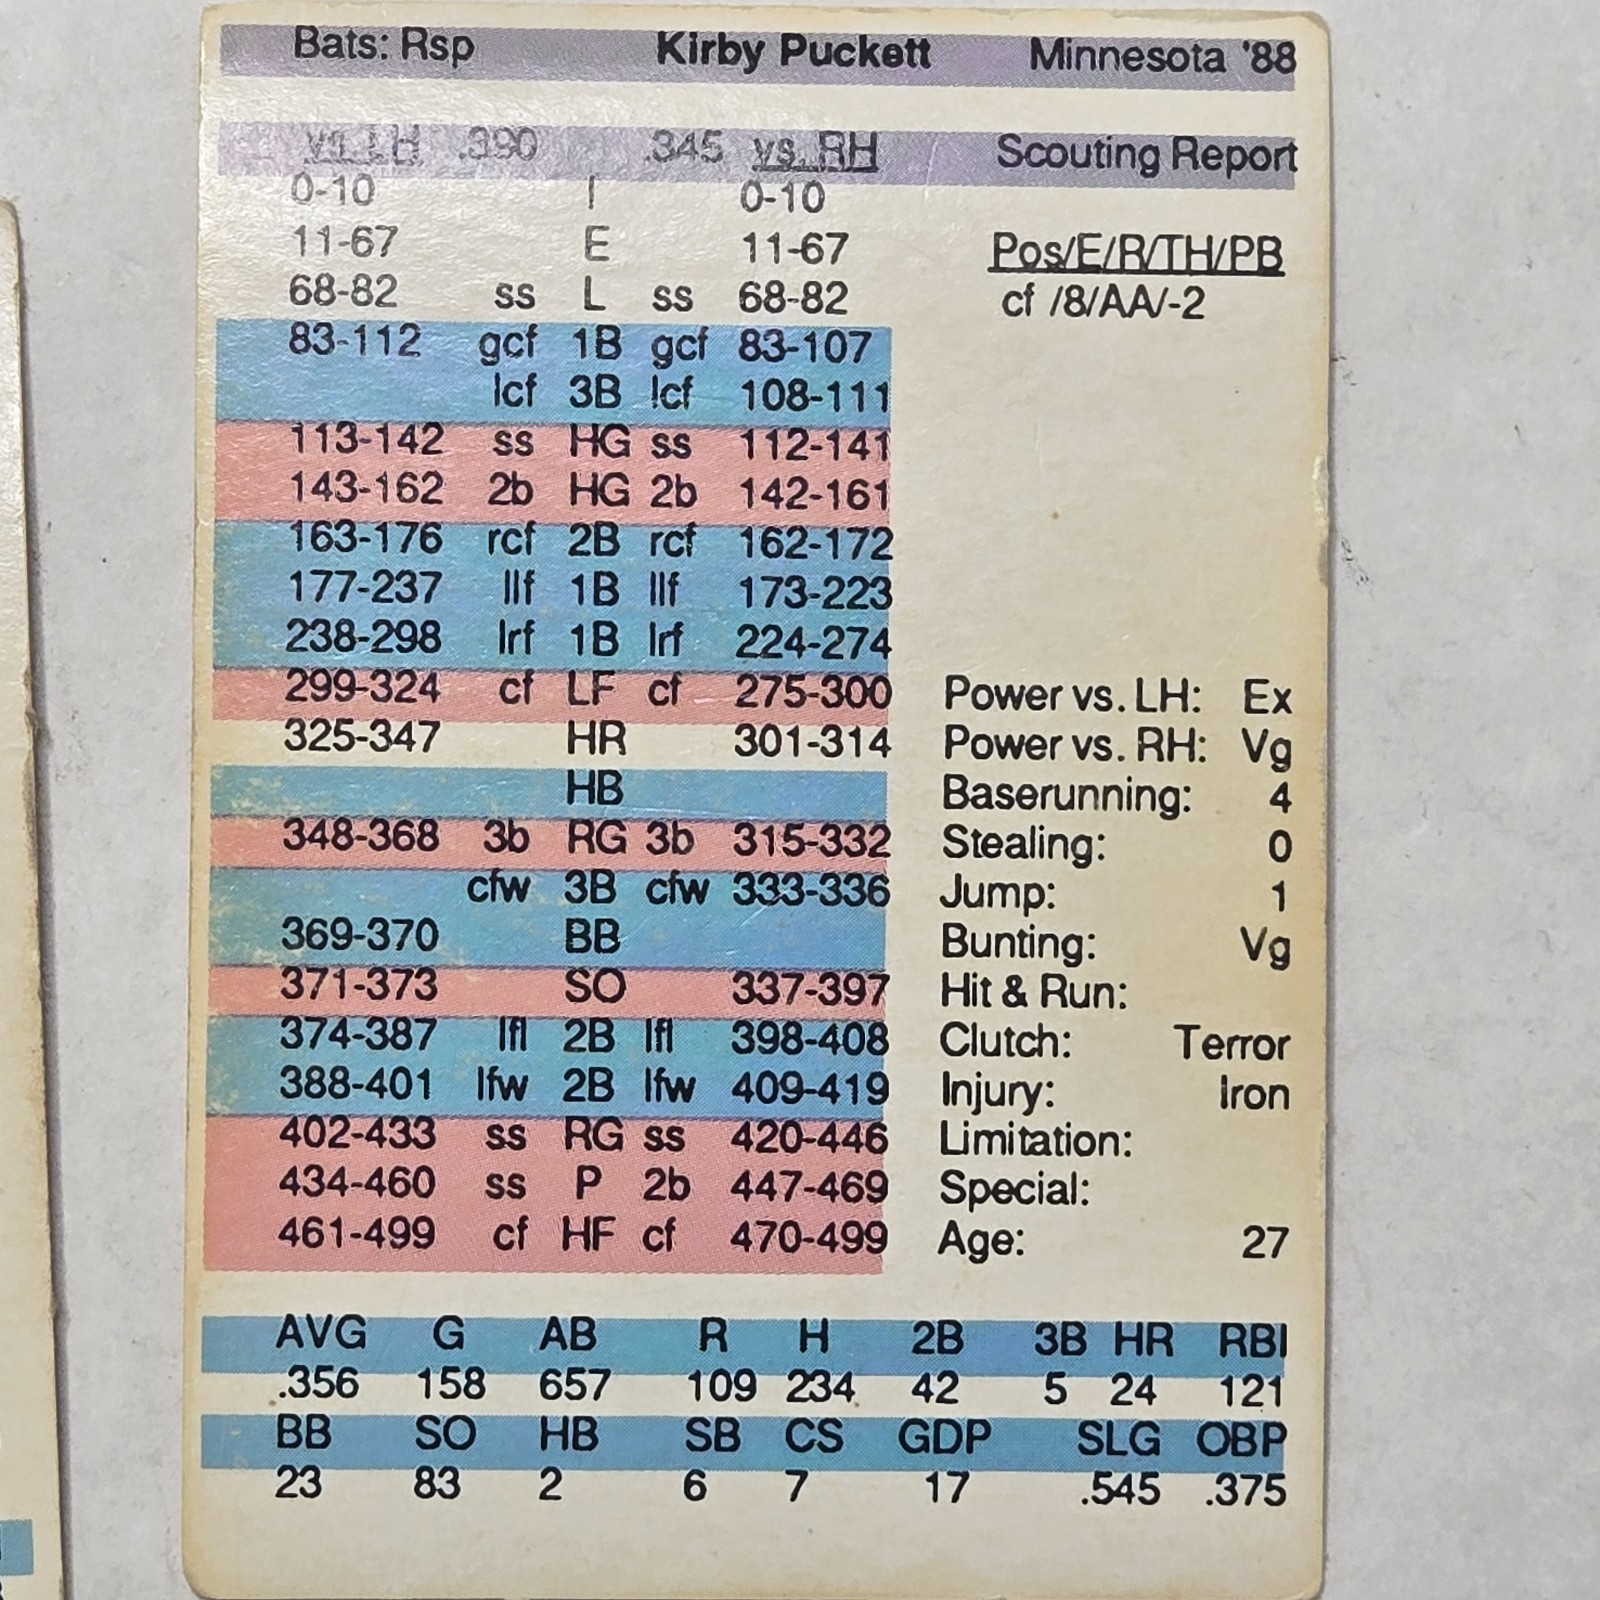 Bats: Rsp Kirby Puckett Minnesota '88
vs. LH .390 .345 vs. RH Scouting Report
0-10 I 0-10
11-67 E 11-67 Pos/E/R/TH/PB
68-82 ss L ss 68-82 cf /8/AA/-2
83-112 gcf 1B gcf 83-107
lcf 3B lcf 108-111
113-142 ss HG ss 112-141
143-162 2b HG 2b 142-161
163-176 rcf 2B rcf 162-172
177-237 llf 1B llf 173-223
238-298 lrf 1B lrf 224-274
299-324 cf LF cf 275-300 Power vs. LH: Ex
325-347 HR 301-314 Power vs. RH: Vg
HB Baserunning: 4
348-368 3b RG 3b 315-332 Stealing: 0
cfw 3B cfw 333-336 Jump: 1
369-370 BB Bunting: Vg
371-373 SO 337-397 Hit & Run:
374-387 lfl 2B lfl 398-408 Clutch: Terror
388-401 lfw 2B lfw 409-419 Injury: Iron
402-433 ss RG ss 420-446 Limitation:
434-460 ss P 2b 447-469 Special:
461-499 cf HF cf 470-499 Age: 27
AVG G AB R H 2B 3B HR RBI
.356 158 657 109 234 42 5 24 121
BB SO HB SB CS GDP SLG OBP
23 83 2 6 7 17 .545 .375